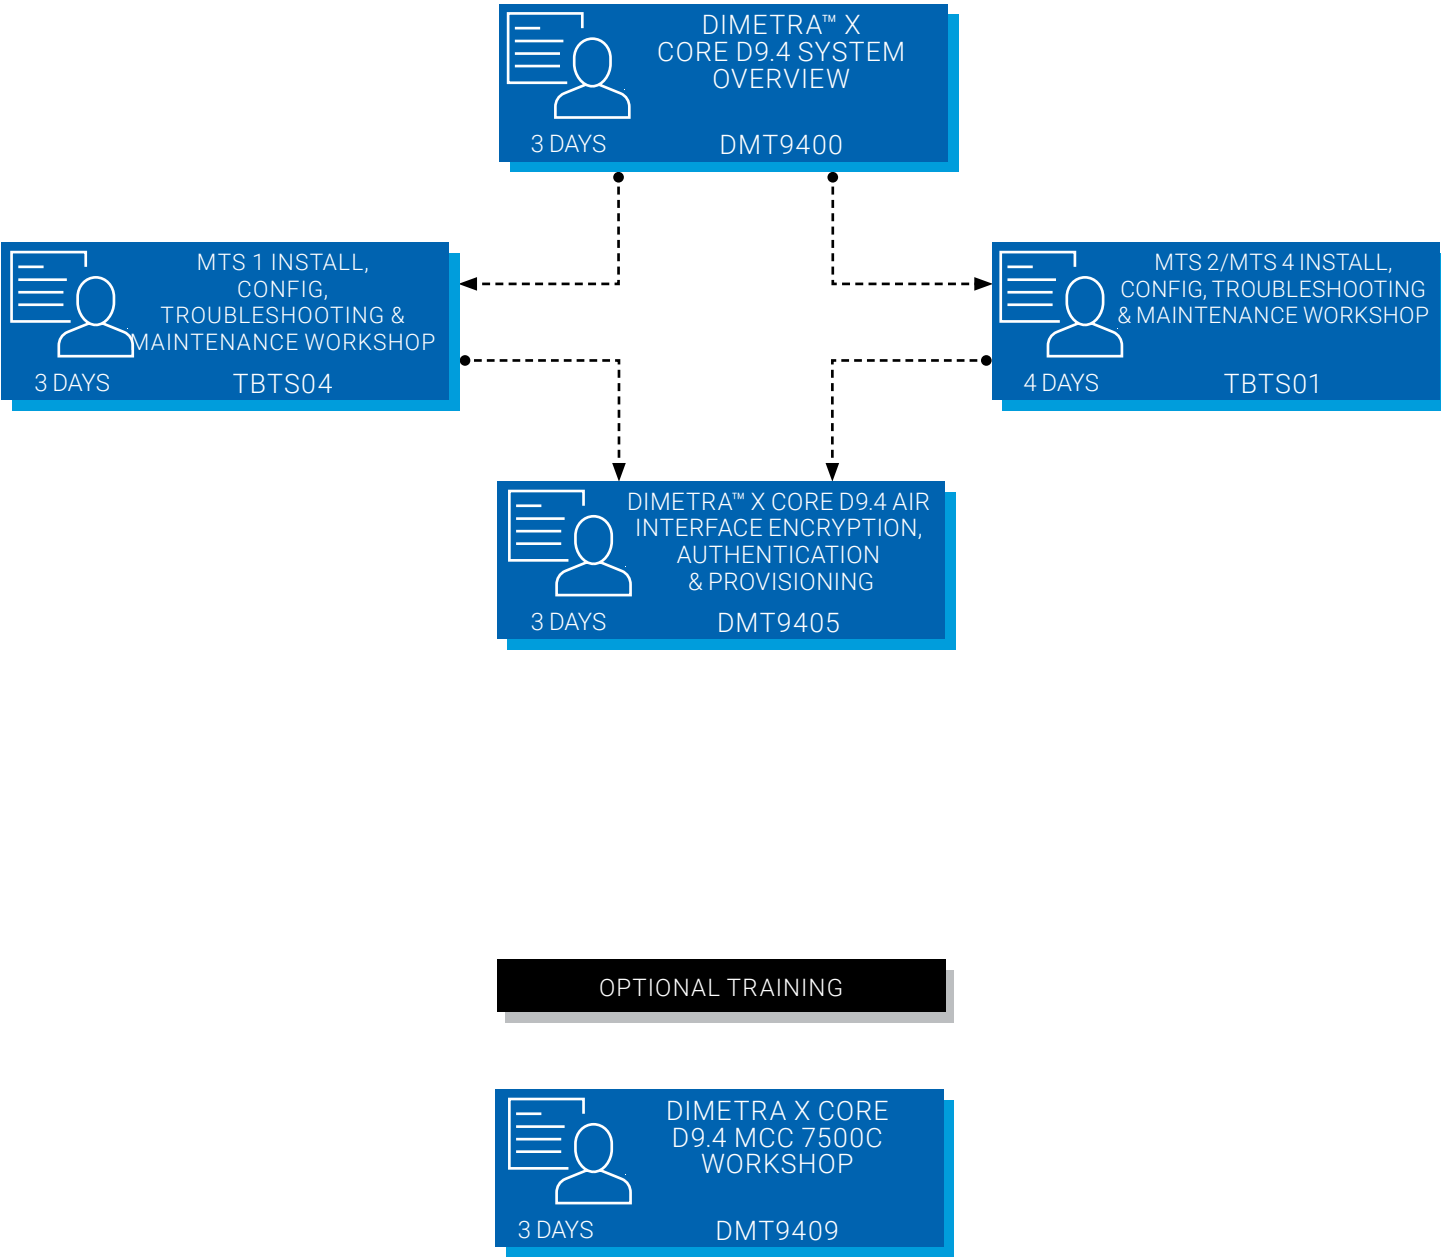 DIMETRA™ X
CORE D9.4 SYSTEM
OVERVIEW
3 DAYS
DMT9400
MTS 1 INSTALL,
CONFIG,
TROUBLESHOOTING &
MAINTENANCE WORKSHOP
3 DAYS
TBTS04
MTS 2/MTS 4 INSTALL,
CONFIG, TROUBLESHOOTING
& MAINTENANCE WORKSHOP
4 DAYS
TBTS01
DIMETRA™ X CORE D9.4 AIR
INTERFACE ENCRYPTION,
AUTHENTICATION
& PROVISIONING
3 DAYS
DMT9405
OPTIONAL TRAINING
DIMETRA X CORE
D9.4 MCC 7500C
WORKSHOP
3 DAYS
DMT9409